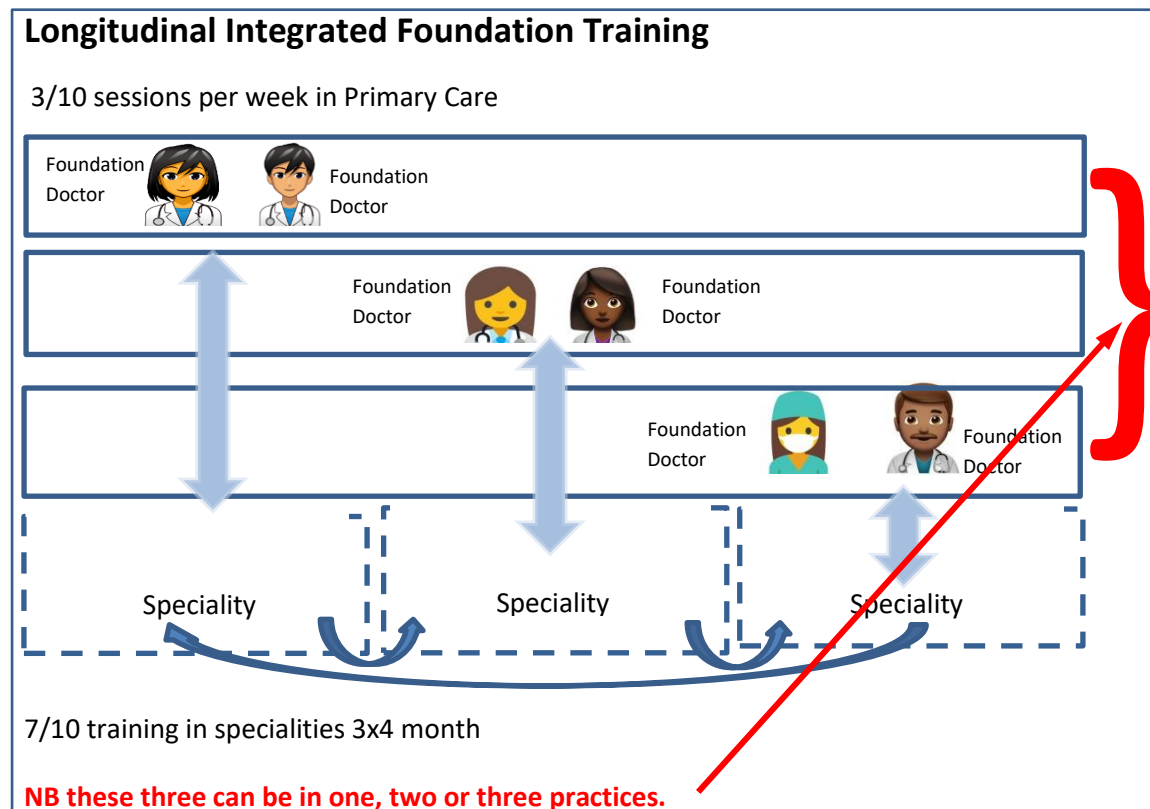 Longitudinal Integrated Foundation Training
3/10 sessions per week in Primary Care
Foundation
Doctor
Foundation
Doctor
Foundation
Doctor
Foundation
Doctor
Foundation
Doctor
Foundation
Doctor
Speciality
Speciality
Speciality
7/10 training in specialities 3x4 month
NB these three can be in one, two or three practices.